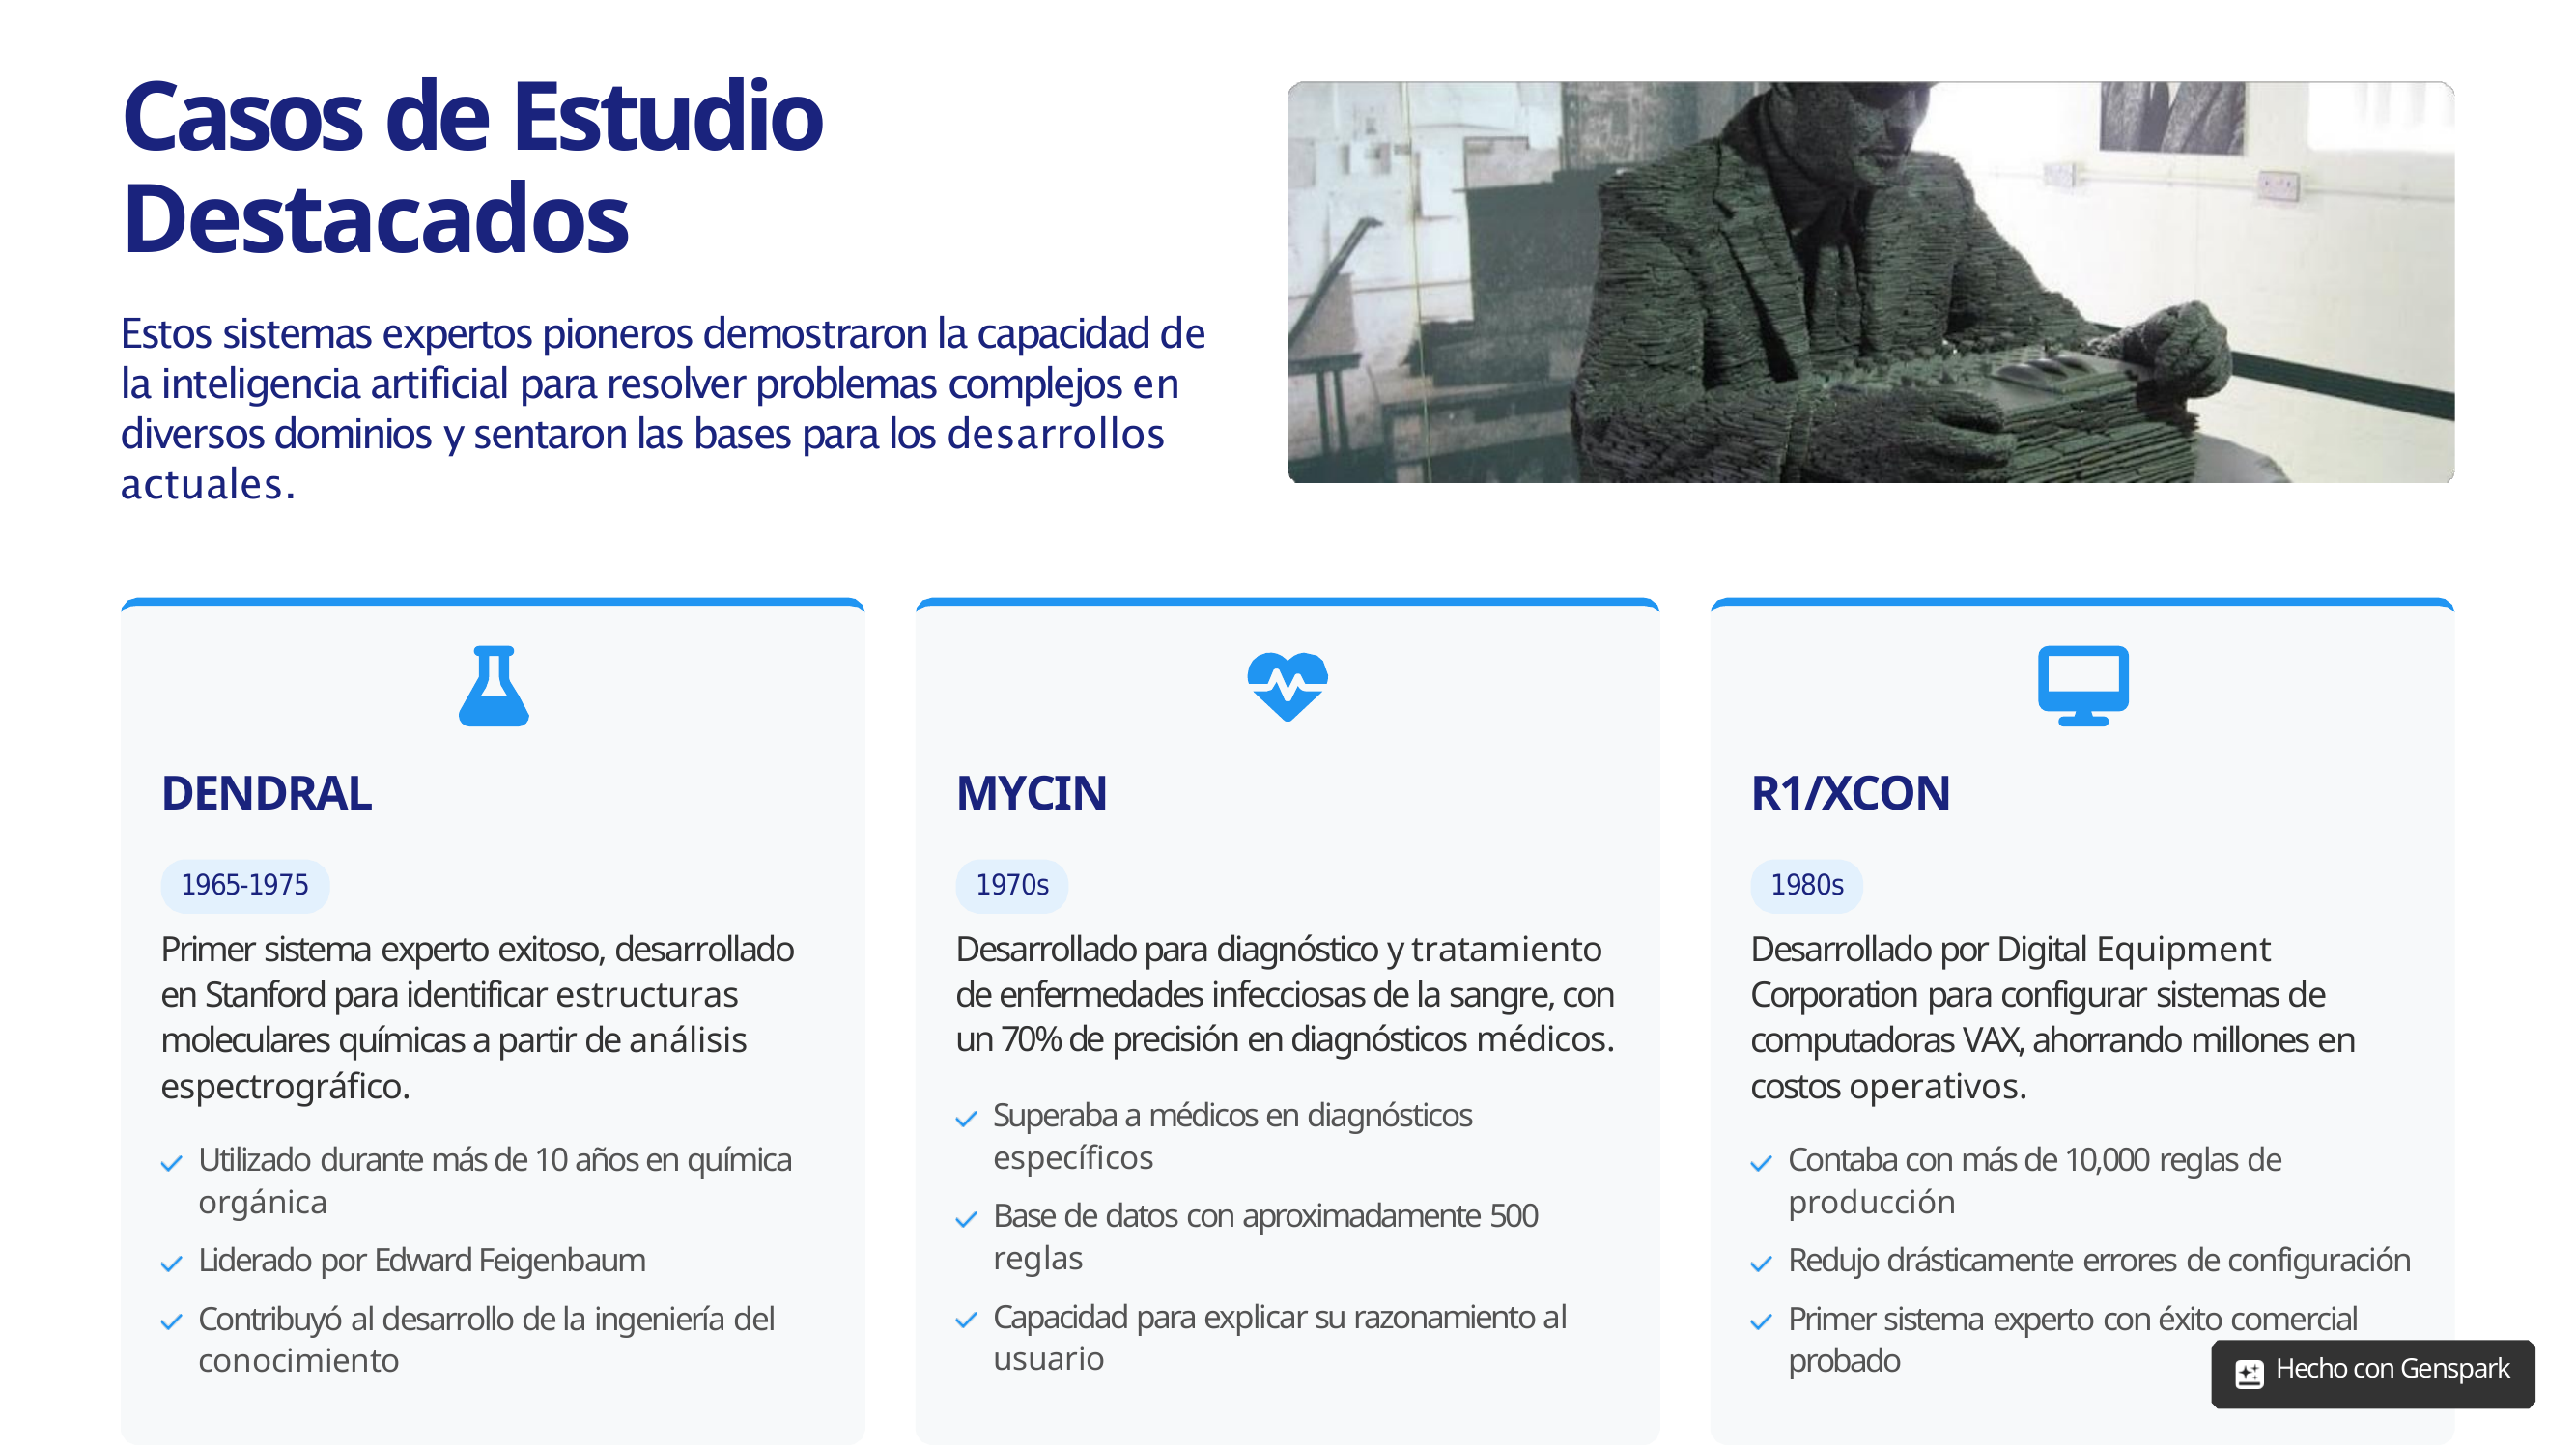 Casos de Estudio
Destacados
Estos sistemas expertos pioneros demostraron la capacidad de
la inteligencia artificial para resolver problemas complejos en
diversos dominios y sentaron las bases para los desarrollos
actuales.
DENDRAL
1965-1975
Primer sistema experto exitoso, desarrollado
en Stanford para identificar estructuras
moleculares químicas a partir de análisis
espectrográfico.
Utilizado durante más de 10 años en química
orgánica
Liderado por Edward Feigenbaum
Contribuyó al desarrollo de la ingeniería del
conocimiento
MYCIN
1970s
Desarrollado para diagnóstico y tratamiento
de enfermedades infecciosas de la sangre, con
un 70% de precisión en diagnósticos médicos.
Superaba a médicos en diagnósticos
específicos
Base de datos con aproximadamente 500
reglas
Capacidad para explicar su razonamiento al
usuario
R1/XCON
1980s
Desarrollado por Digital Equipment
Corporation para configurar sistemas de
computadoras VAX, ahorrando millones en
costos operativos.
Contaba con más de 10,000 reglas de
producción
Redujo drásticamente errores de configuración
Primer sistema experto con éxito comercial
probado
Hecho con Genspark